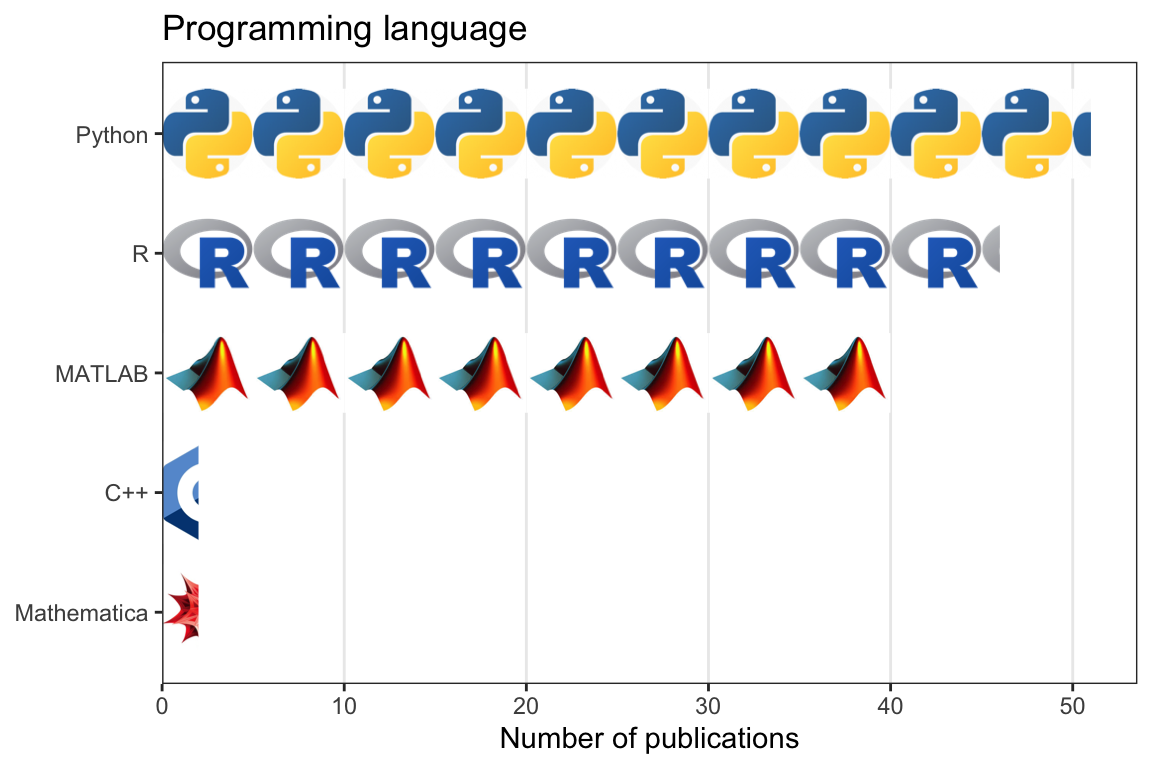 Programming language
Python
R
R R R R R R R R R
MATLAB
C++
Mathematica
0 10 20 30 40 50
Number of publications